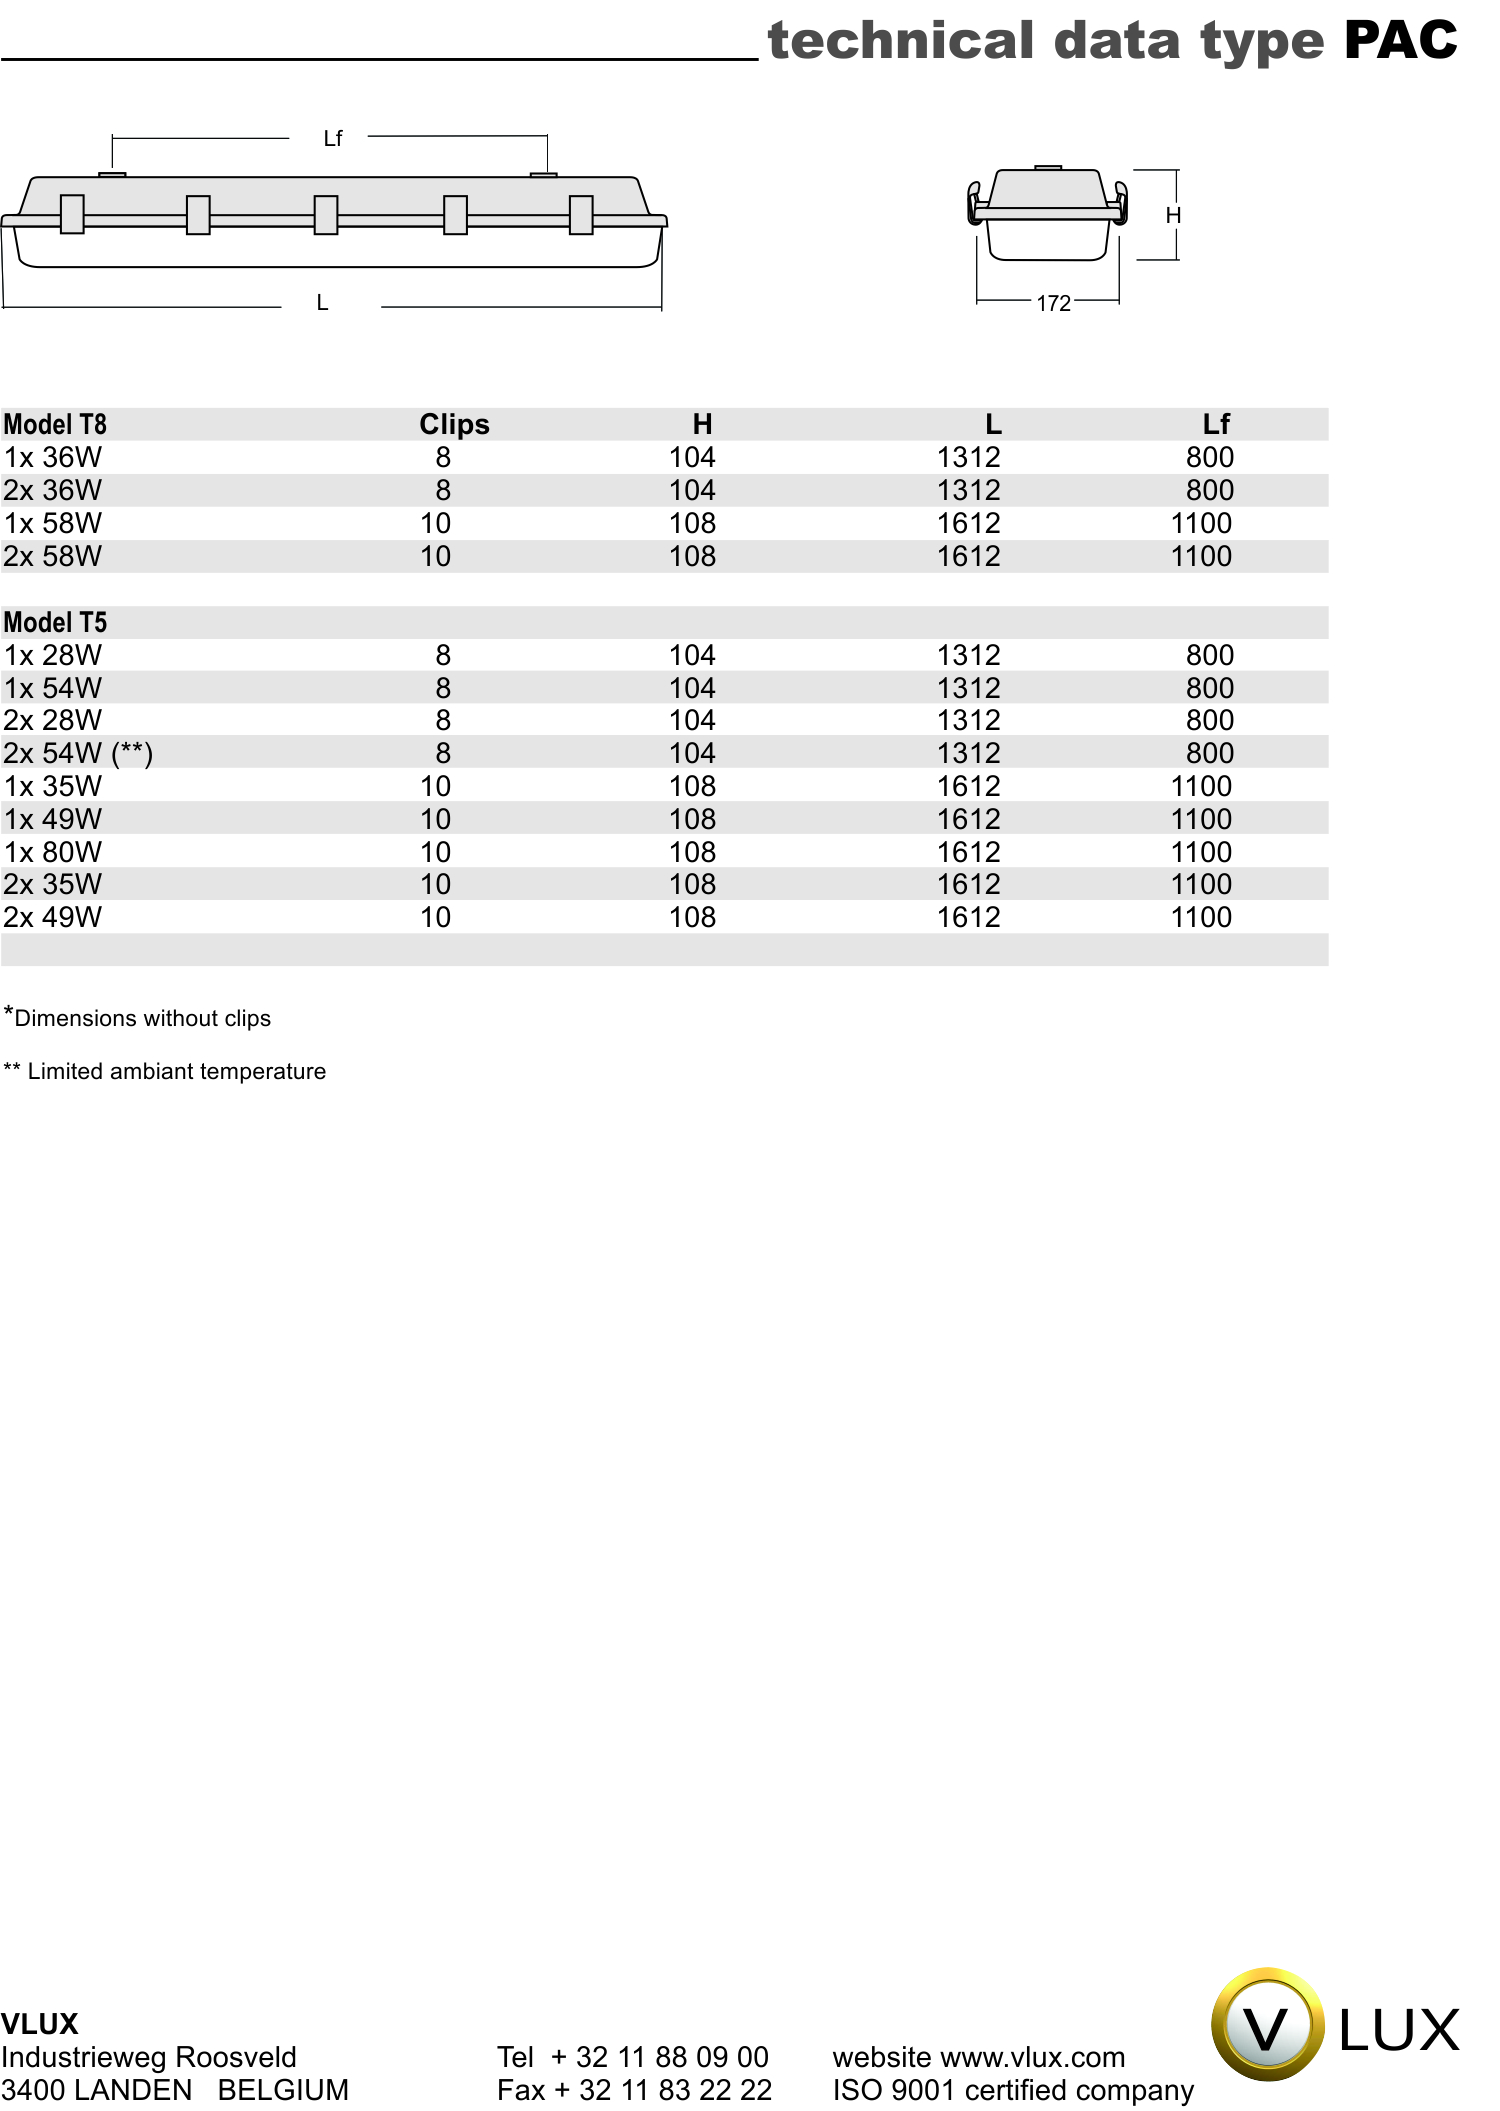 technical data type PAC
Lf
H
L
172
Model T8 Clips H L Lf
1x 36W 8 104 1312 800
2x 36W 8 104 1312 800
1x 58W 10 108 1612 1100
2x 58W 10 108 1612 1100
Model T5
1x 28W 8 104 1312 800
1x 54W 8 104 1312 800
2x 28W 8 104 1312 800
2x 54W (**) 8 104 1312 800
1x 35W 10 108 1612 1100
1x 49W 10 108 1612 1100
1x 80W 10 108 1612 1100
2x 35W 10 108 1612 1100
2x 49W 10 108 1612 1100
*Dimensions without clips
** Limited ambiant temperature
VLUX
Industrieweg Roosveld Tel + 32 11 88 09 00 website www.vlux.com
3400 LANDEN BELGIUM Fax + 32 11 83 22 22 ISO 9001 certified company
V LUX